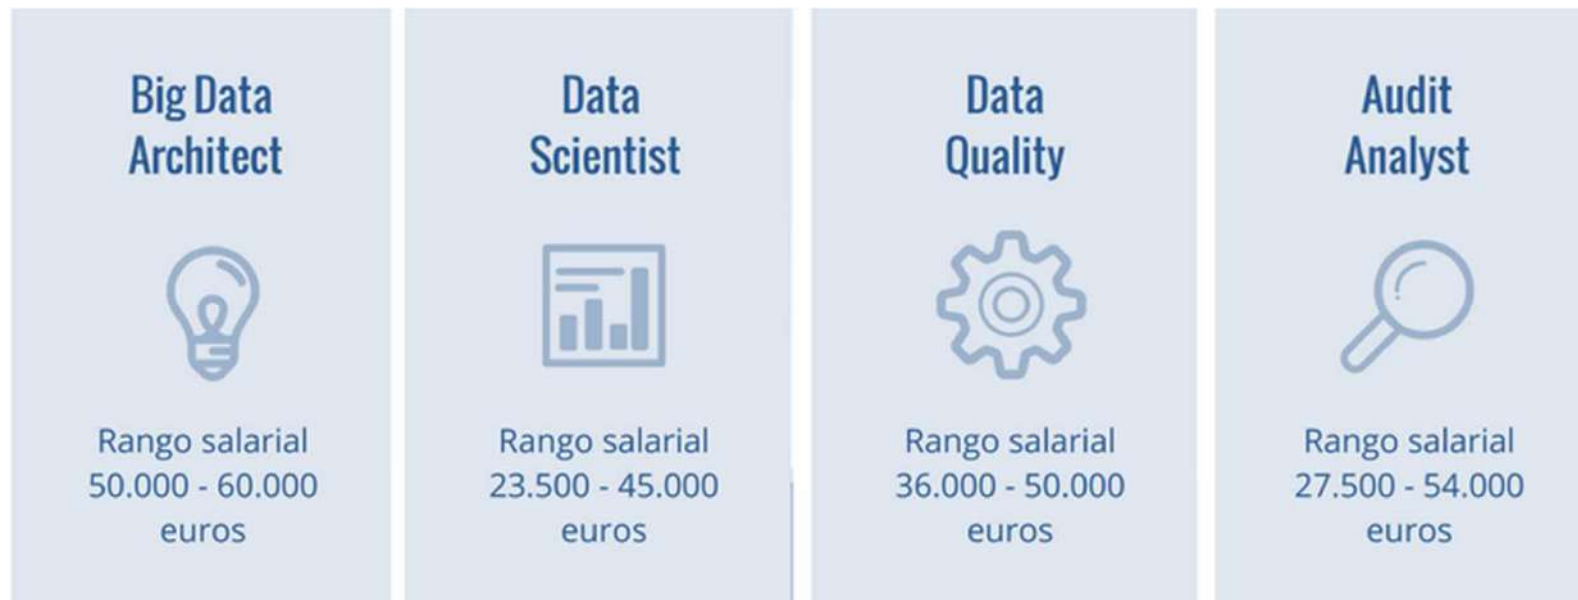 Big Data
Architect
Rango salarial
50.000 - 60.000
euros
Data
Scientist
Rango salarial
23.500 - 45.000
euros
Data
Quality
Rango salarial
36.000 - 50.000
euros
Audit
Analyst
Rango salarial
27.500 - 54.000
euros